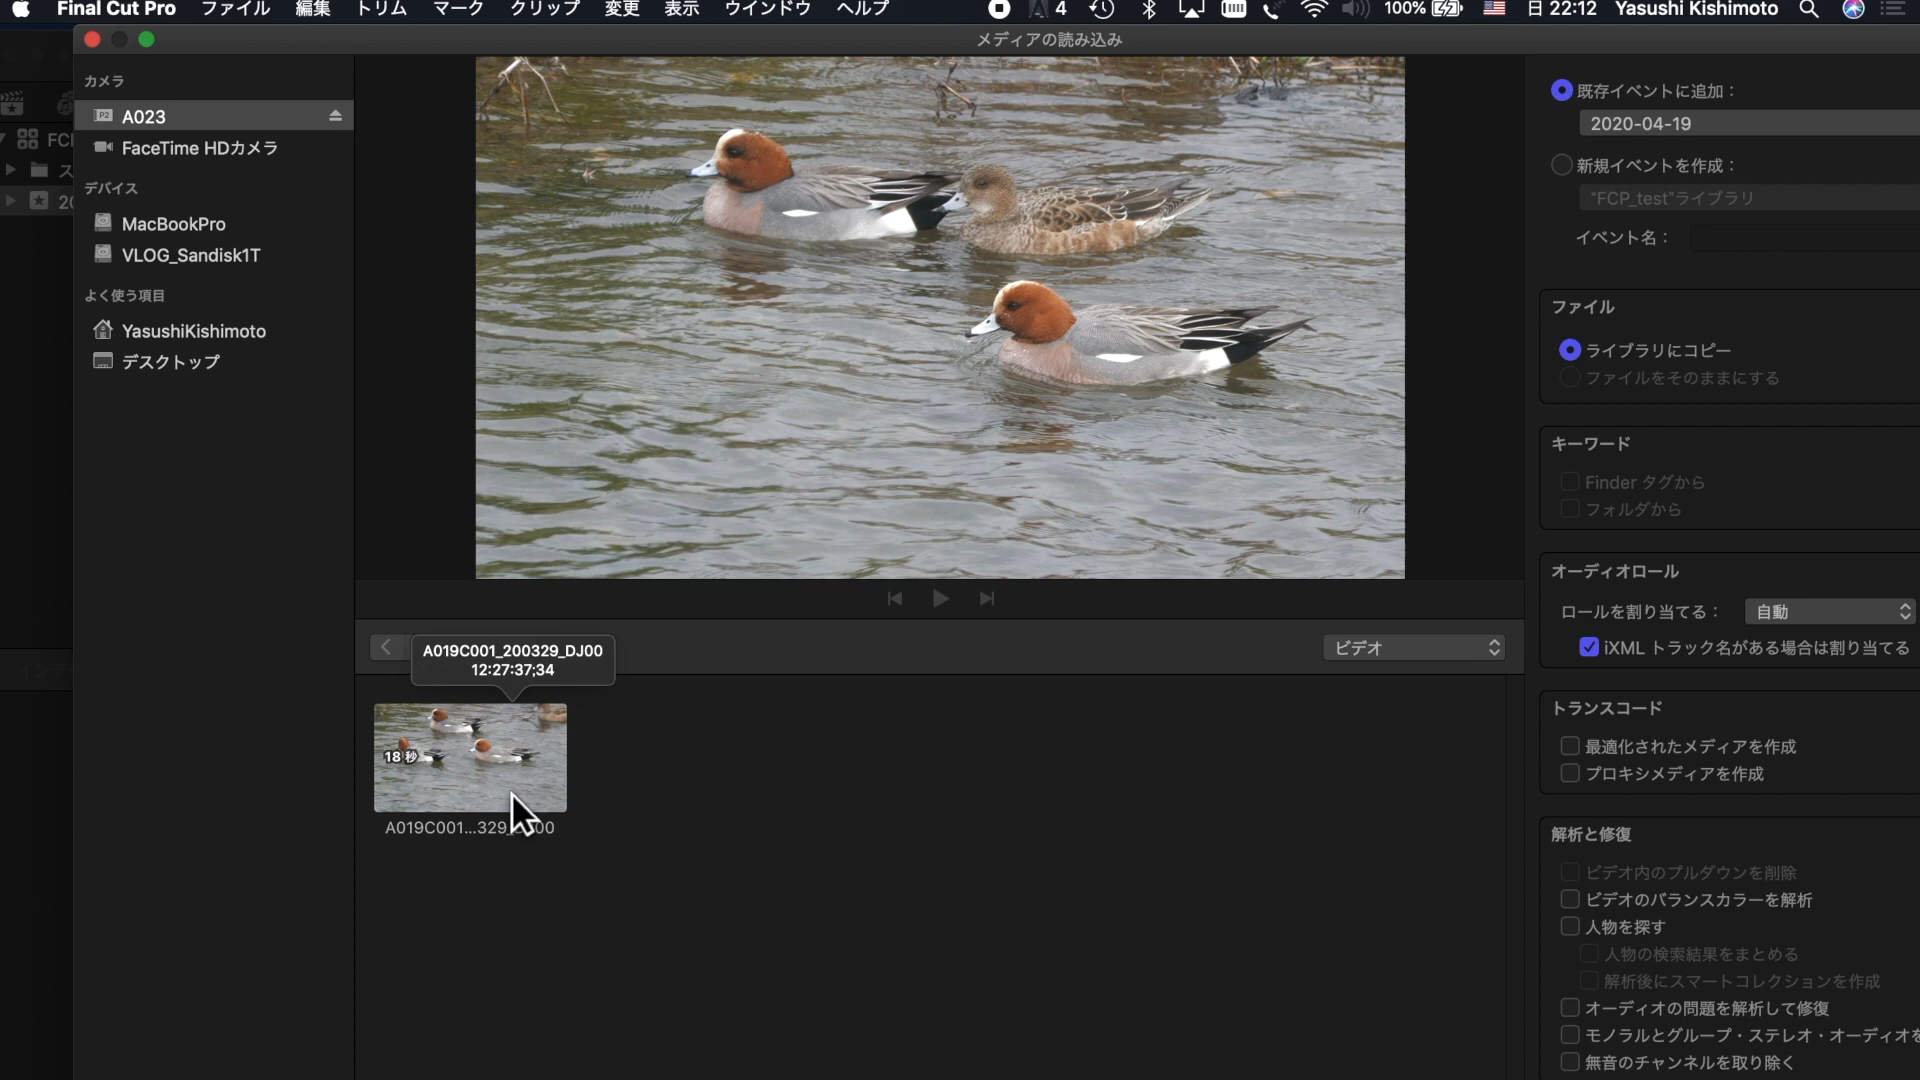 Final Cut Pro ファイル 編集 トリム マーク クリップ 変更 表示 ウインドウ ヘルプ 4 100% 日 22:12 Yasushi Kishimoto
メディアの読み込み
カメラ
P2 A023
FaceTime HDカメラ
デバイス
MacBookPro
VLOG_Sandisk1T
よく使う項目
YasushiKishimoto
デスクトップ
A019C001_200329_DJ00
12:27:37;34
ビデオ
18 秒
既存イベントに追加：
2020-04-19
新規イベントを作成：
"FCP_test"ライブラリ
イベント名：
ファイル
ライブラリにコピー
ファイルをそのままにする
キーワード
Finder タグから
フォルダから
オーディオロール
ロールを割り当てる： 自動
iXML トラック名がある場合は割り当てる
トランスコード
最適化されたメディアを作成
プロキシメディアを作成
解析と修復
ビデオ内のプルダウンを削除
ビデオのバランスカラーを解析
人物を探す
人物の検索結果をまとめる
解析後にスマートコレクションを作成
オーディオの問題を解析して修復
モノラルとグループ・ステレオ・オーディオを
無音のチャンネルを取り除く